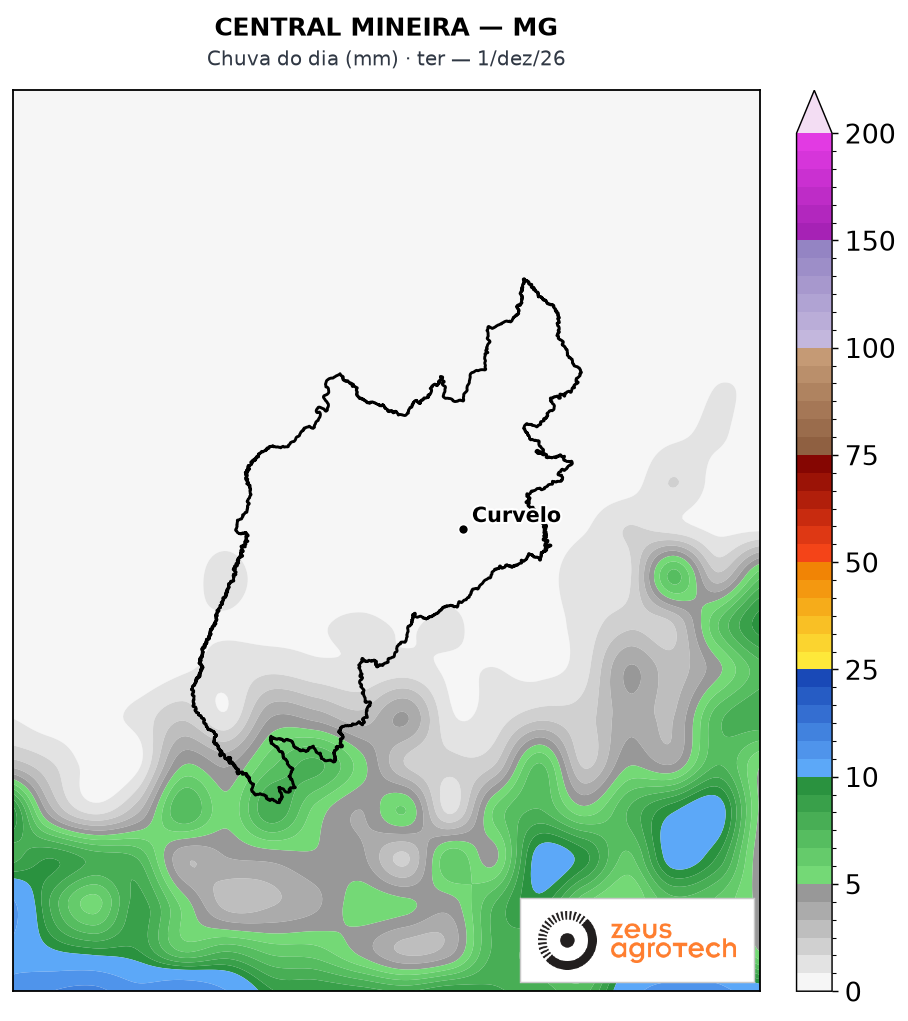 CENTRAL MINEIRA — MG
Chuva do dia (mm) · ter — 1/dez/26
200
150
100
75
50
25
10
5
0
Curvelo
zeus
agrotech